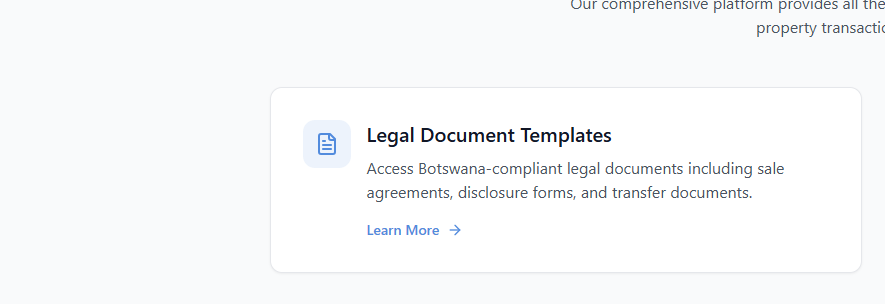 Our comprehensive platform provides all the
property transactio
Legal Document Templates
Access Botswana-compliant legal documents including sale
agreements, disclosure forms, and transfer documents.
Learn More →